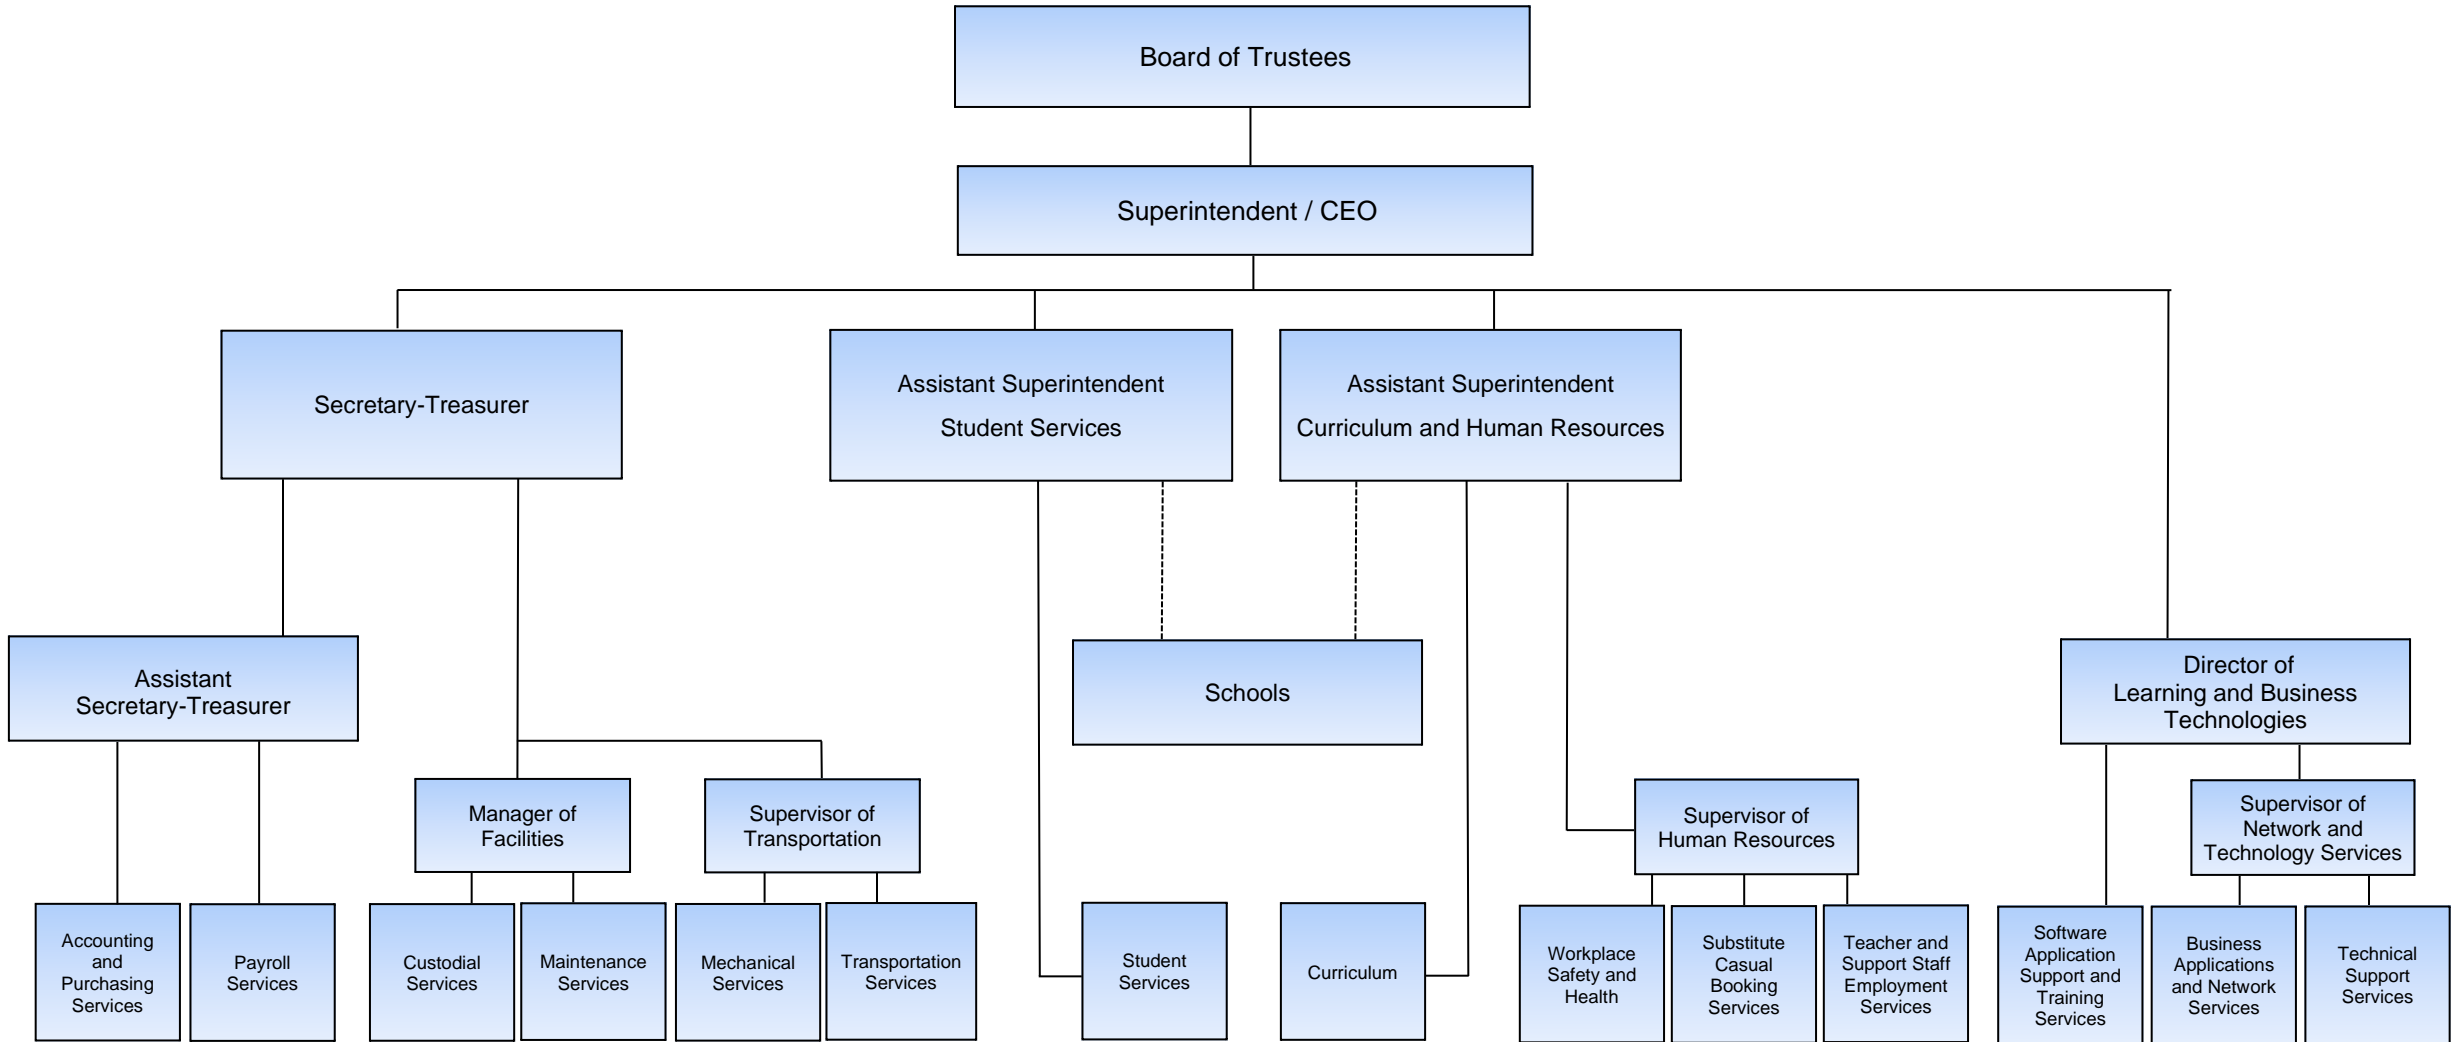 Board of Trustees
Superintendent / CEO
Secretary-Treasurer
Assistant Superintendent
Student Services
Assistant Superintendent
Curriculum and Human Resources
Assistant
Secretary-Treasurer
Schools
Director of
Learning and Business
Technologies
Manager of
Facilities
Supervisor of
Transportation
Supervisor of
Human Resources
Supervisor of
Network and
Technology Services
Accounting
and
Purchasing
Services
Payroll
Services
Custodial
Services
Maintenance
Services
Mechanical
Services
Transportation
Services
Student
Services
Curriculum
Workplace
Safety and
Health
Substitute
Casual
Booking
Services
Teacher and
Support Staff
Employment
Services
Software
Application
Support and
Training
Services
Business
Applications
and Network
Services
Technical
Support
Services